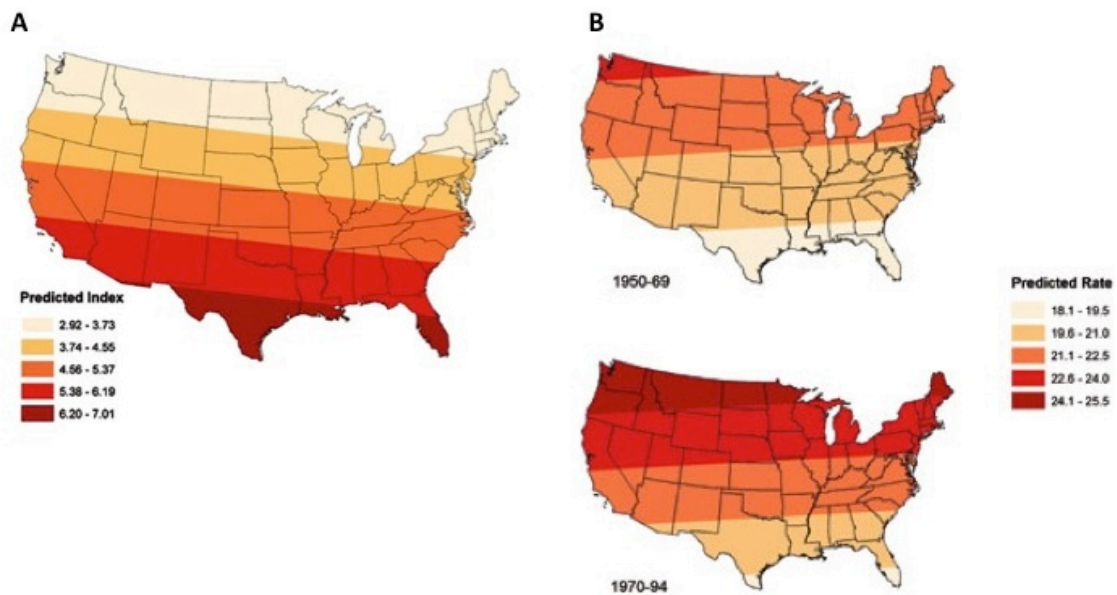 A
B
Predicted Index
2.92 - 3.73
3.74 - 4.55
4.56 - 5.37
5.38 - 6.19
6.20 - 7.01
1950-69
Predicted Rate
18.1 - 19.5
19.6 - 21.0
21.1 - 22.5
22.6 - 24.0
24.1 - 25.5
1970-94